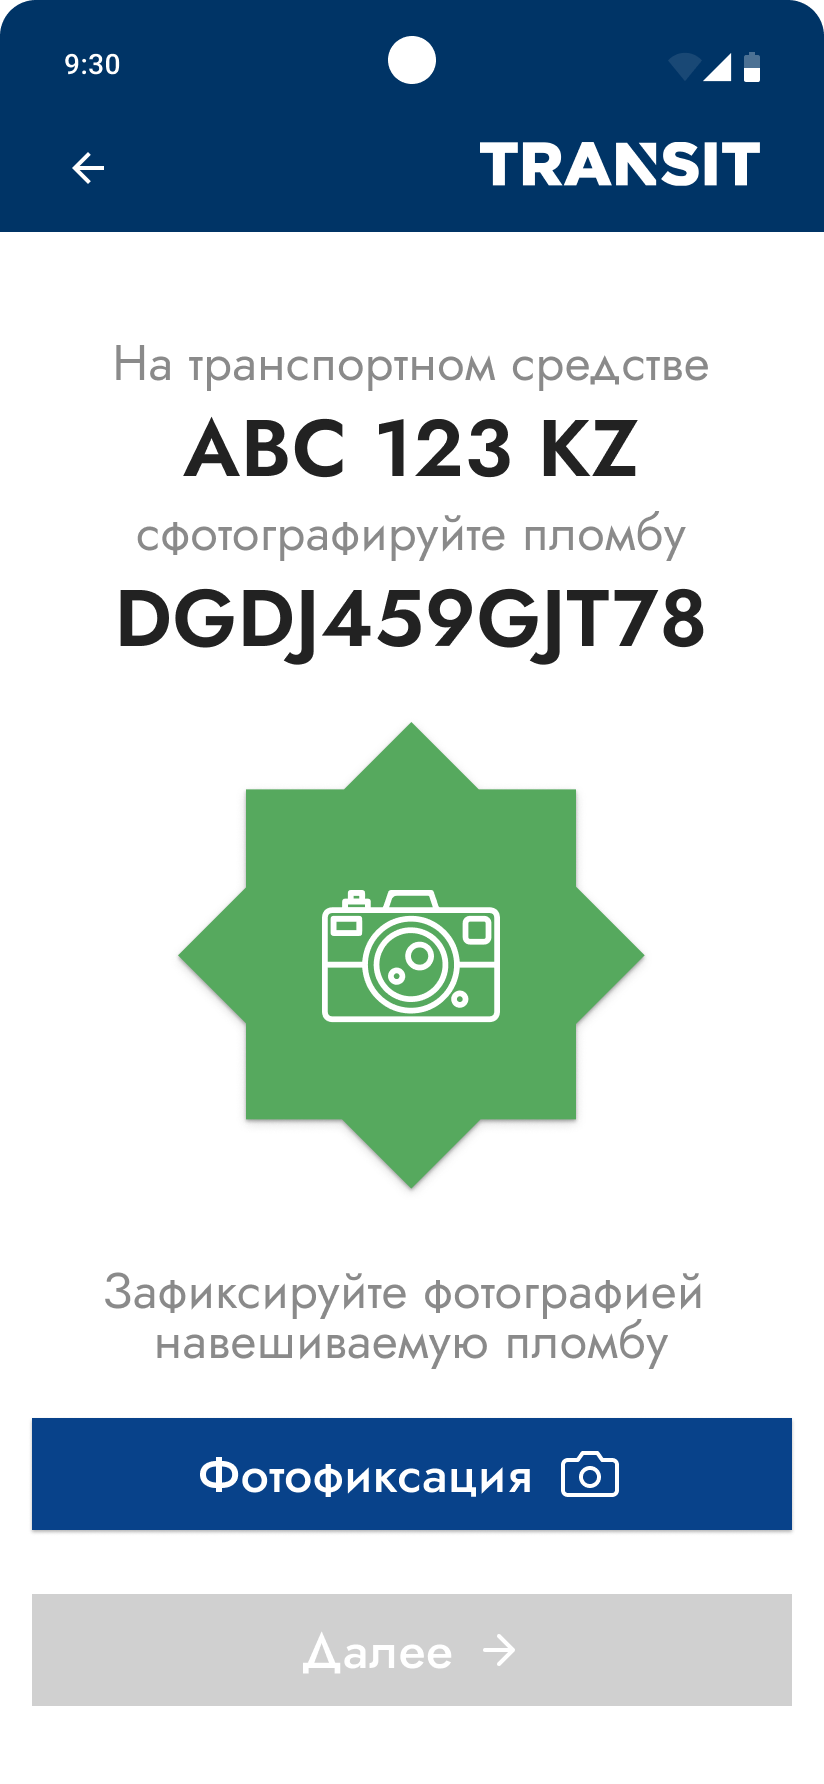 9:30
TRANSIT
На транспортном средстве
ABC 123 KZ
сфотографируйте пломбу
DGDJ459GJT78
Зафиксируйте фотографией
навешиваемую пломбу
Фотофиксация
Далее